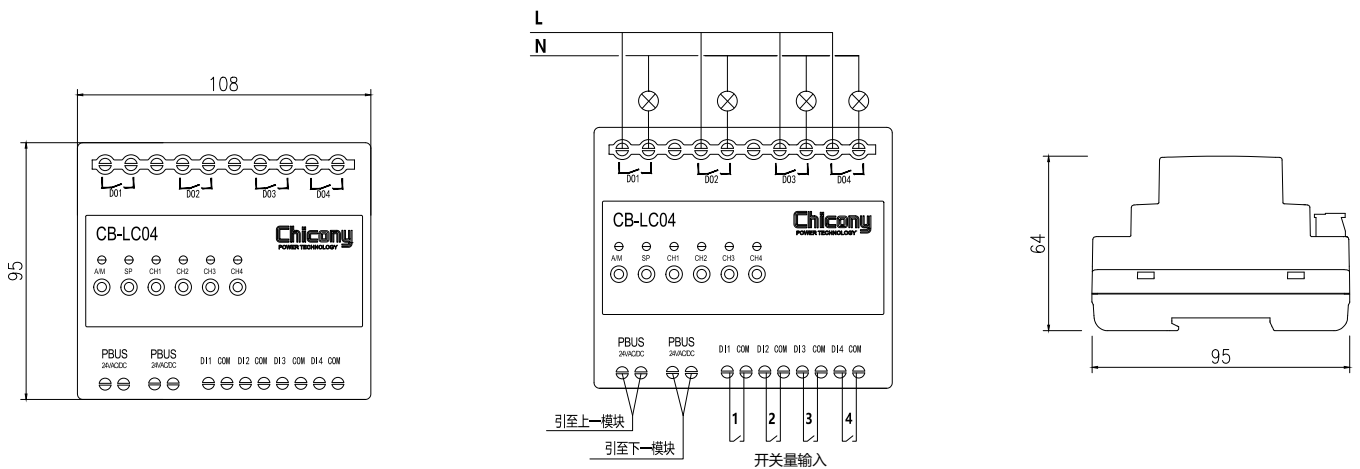 108
95
DO1 DO2 DO3 DO4
CB-LC04
Chicony
POWER TECHNOLOGY
A/M SP CH1 CH2 CH3 CH4
PBUS PBUS
24VAC/DC 24VAC/DC
DI1 COM DI2 COM DI3 COM DI4 COM
L
N
DO1 DO2 DO3 DO4
CB-LC04
Chicony
POWER TECHNOLOGY
A/M SP CH1 CH2 CH3 CH4
PBUS PBUS
24VAC/DC 24VAC/DC
DI1 COM DI2 COM DI3 COM DI4 COM
1 2 3 4
引至上一模块
引至下一模块
开关量输入
64
95